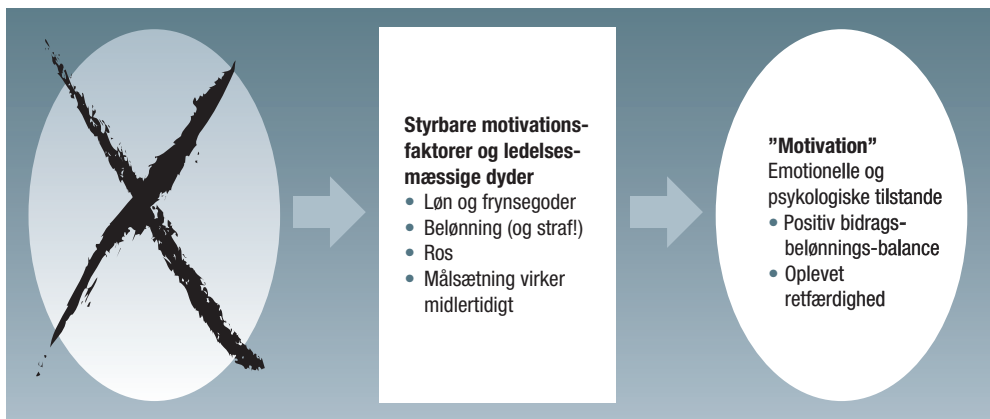 Styrbare motivations-
faktorer og ledelses-
mæssige dyder
• Løn og frynsegoder
• Belønning (og straf!)
• Ros
• Målsætning virker
midlertidigt
”Motivation”
Emotionelle og
psykologiske tilstande
• Positiv bidrags-
belønnings-balance
• Oplevet
retfærdighed